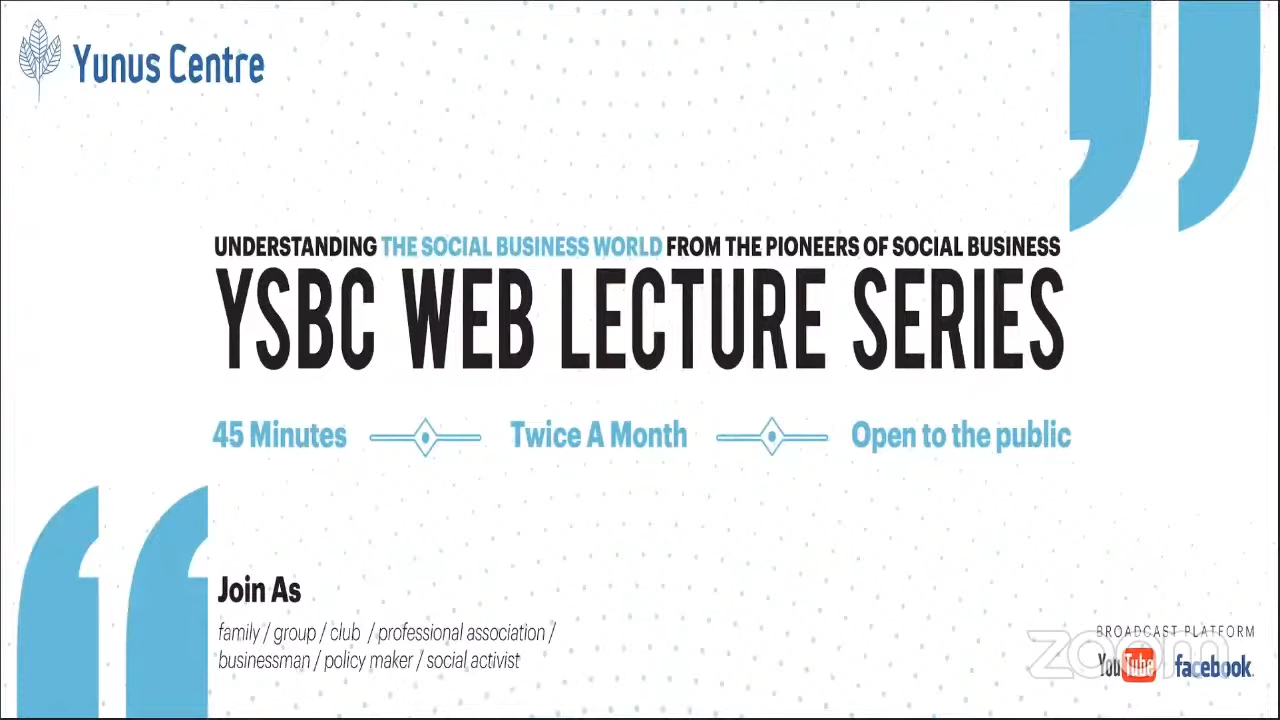 Yunus Centre
UNDERSTANDING THE SOCIAL BUSINESS WORLD FROM THE PIONEERS OF SOCIAL BUSINESS
YSBC WEB LECTURE SERIES
45 Minutes Twice A Month Open to the public
Join As
family / group / club / professional association /
businessman / policy maker / social activist
BROADCAST PLATFORM
zoom
YouTube facebook.